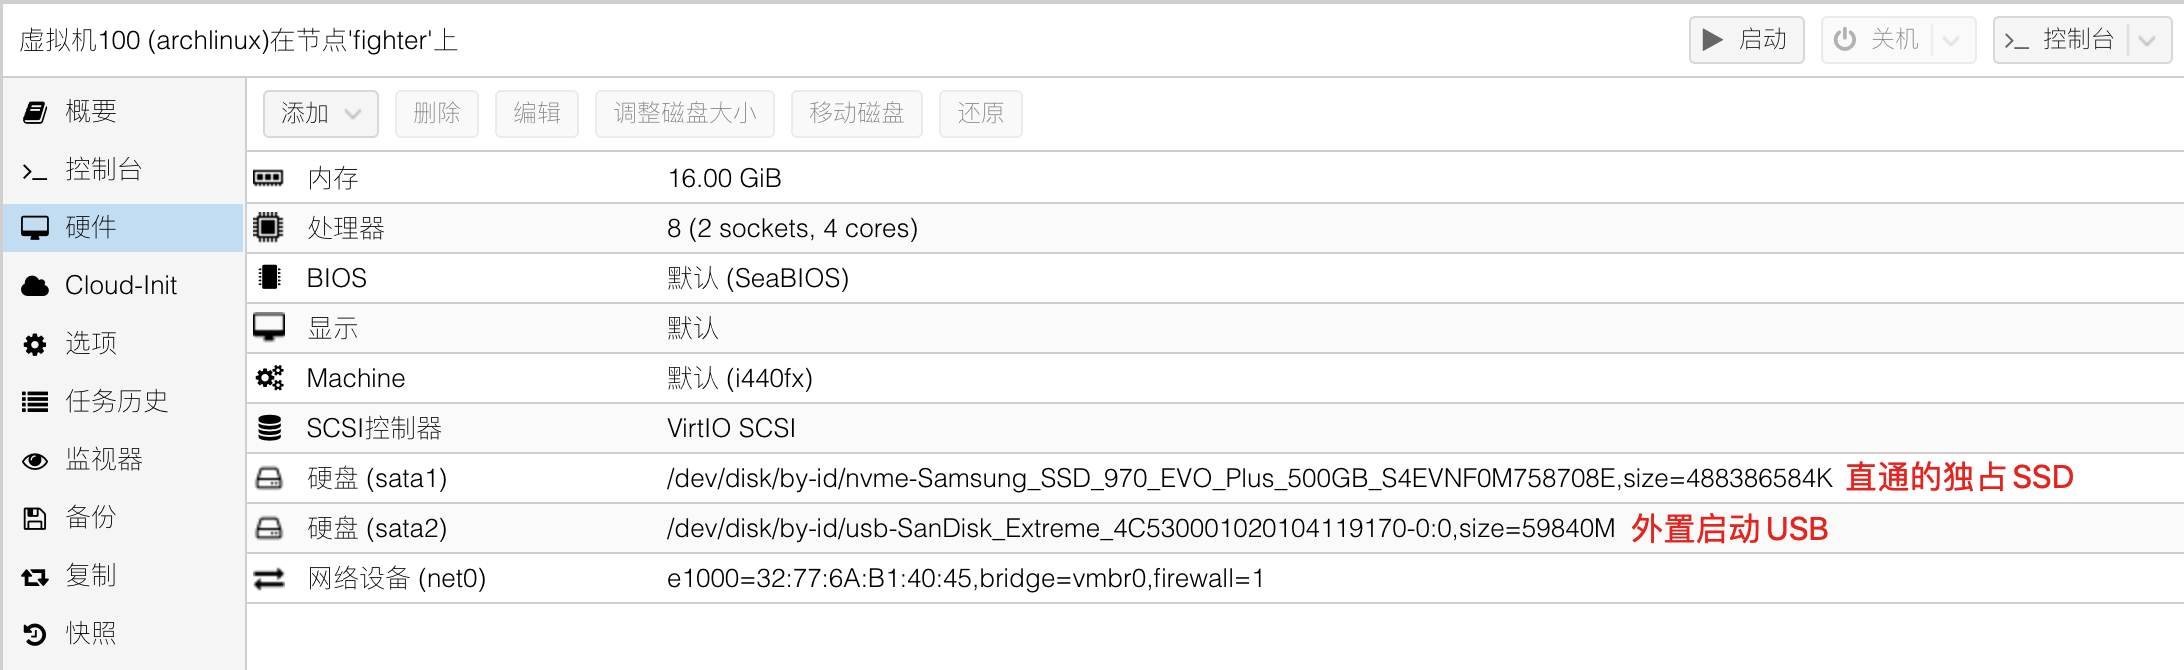 虚拟机100 (archlinux)在节点'fighter'上
启动
关机
控制台
概要
控制台
硬件
Cloud-Init
选项
任务历史
监视器
备份
复制
快照
添加 删除 编辑 调整磁盘大小 移动磁盘 还原
内存 16.00 GiB
处理器 8 (2 sockets, 4 cores)
BIOS 默认 (SeaBIOS)
显示 默认
Machine 默认 (i440fx)
SCSI控制器 VirtIO SCSI
硬盘 (sata1) /dev/disk/by-id/nvme-Samsung_SSD_970_EVO_Plus_500GB_S4EVNF0M758708E,size=488386584K 直通的独占SSD
硬盘 (sata2) /dev/disk/by-id/usb-SanDisk_Extreme_4C530001020104119170-0:0,size=59840M 外置启动USB
网络设备 (net0) e1000=32:77:6A:B1:40:45,bridge=vmbr0,firewall=1